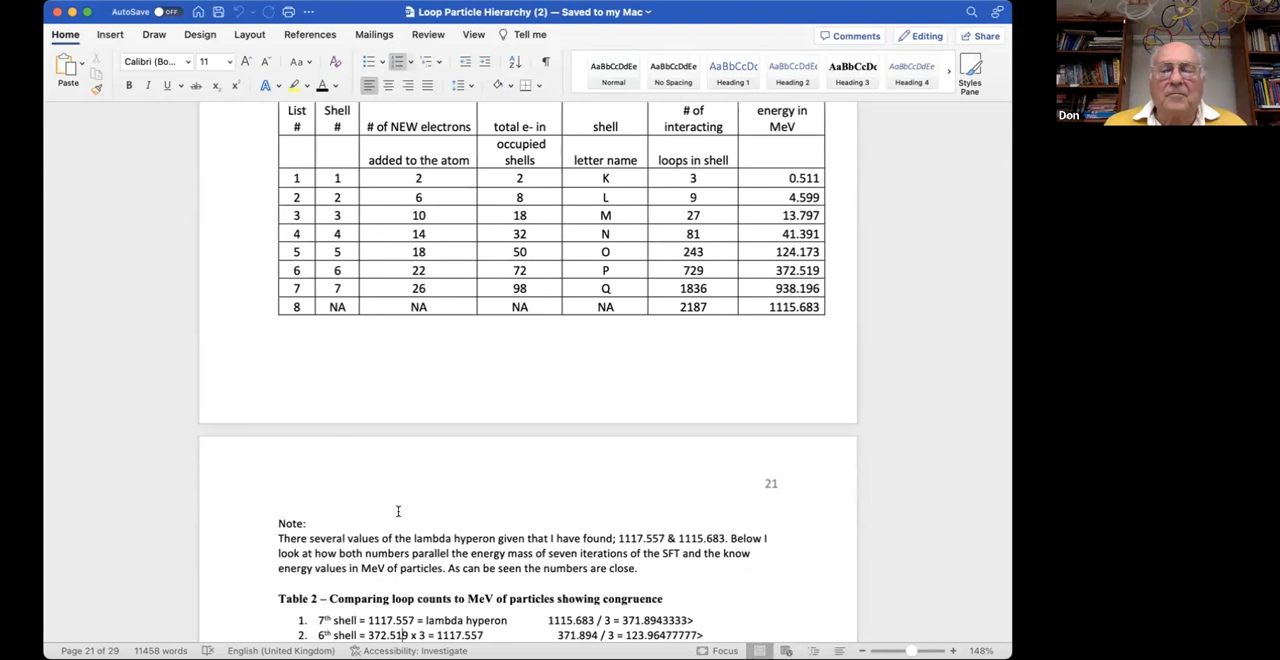 AutoSave OFF Loop Particle Hierarchy (2) — Saved to my Mac
Home Insert Draw Design Layout References Mailings Review View Tell me Comments Editing Share
Paste Calibri (Bo... 11 Aa
B I U ab x x A A
AaBbCcDdEe AaBbCcDdEe AaBbCcDc AaBbCcDdEe AaBbCcDc AaBbCcDdEe
Normal No Spacing Heading 1 Heading 2 Heading 3 Heading 4 Styles Pane
List # Shell # # of NEW electrons total e- in shell # of interacting energy in MeV
added to the atom occupied shells letter name loops in shell
1 1 2 2 K 3 0.511
2 2 6 8 L 9 4.599
3 3 10 18 M 27 13.797
4 4 14 32 N 81 41.391
5 5 18 50 O 243 124.173
6 6 22 72 P 729 372.519
7 7 26 98 Q 1836 938.196
8 NA NA NA NA 2187 1115.683
21
Note:
There several values of the lambda hyperon given that I have found; 1117.557 & 1115.683. Below I
look at how both numbers parallel the energy mass of seven iterations of the SFT and the know
energy values in MeV of particles. As can be seen the numbers are close.
Table 2 – Comparing loop counts to MeV of particles showing congruence
1. 7th shell = 1117.557 = lambda hyperon 1115.683 / 3 = 371.8943333>
2. 6th shell = 372.519 x 3 = 1117.557 371.894 / 3 = 123.96477777>
Page 21 of 29 11458 words English (United Kingdom) Accessibility: Investigate Focus 148%
Don